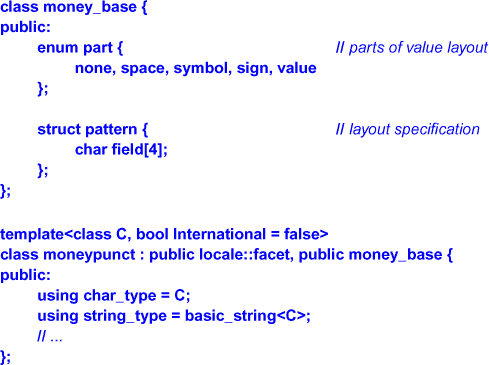 class money_base {
public:
enum part { // parts of value layout
none, space, symbol, sign, value
};
struct pattern { // layout specification
char field[4];
};
};
template<class C, bool International = false>
class moneypunct : public locale::facet, public money_base {
public:
using char_type = C;
using string_type = basic_string<C>;
// ...
};